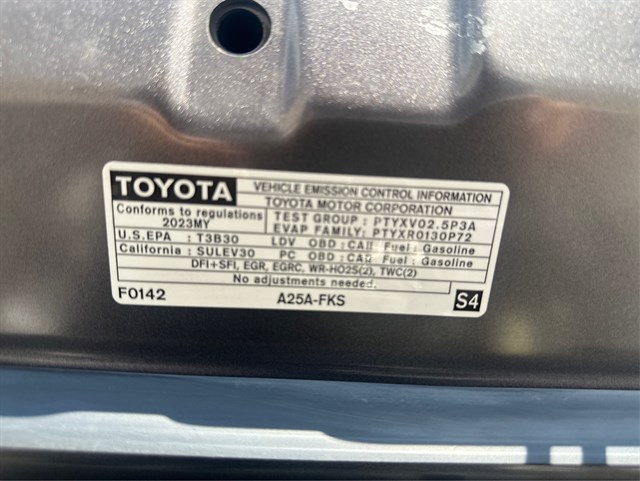 TOYOTA
VEHICLE EMISSION CONTROL INFORMATION
TOYOTA MOTOR CORPORATION
Conforms to regulations
2023MY
TEST GROUP : PTYXV02.5P3A
EVAP FAMILY : PTYXR0130P72
U.S.EPA : T3B30 LDV OBD : CAII Fuel : Gasoline
California : SULEV30 PC OBD : CAII Fuel : Gasoline
DFI+SFI, EGR, EGRC, WR-HO2S(2), TWC(2)
No adjustments needed.
F0142 A25A-FKS S4